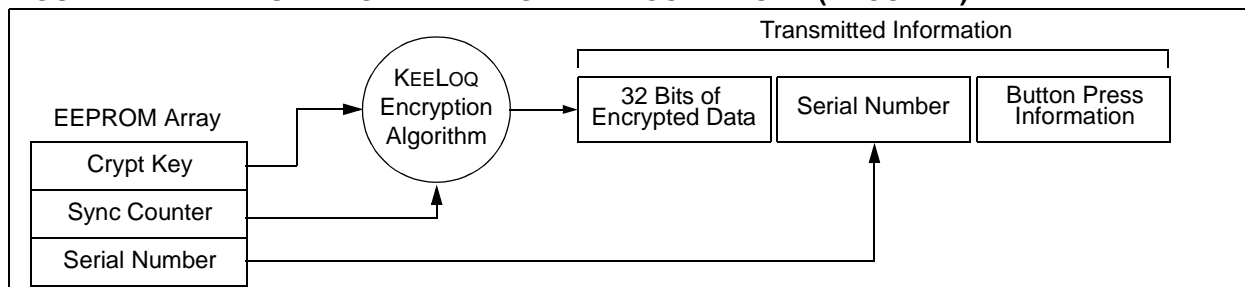 Transmitted Information
KEELOQ
Encryption
Algorithm
32 Bits of
Encrypted Data
Serial Number
Button Press
Information
EEPROM Array
Crypt Key
Sync Counter
Serial Number